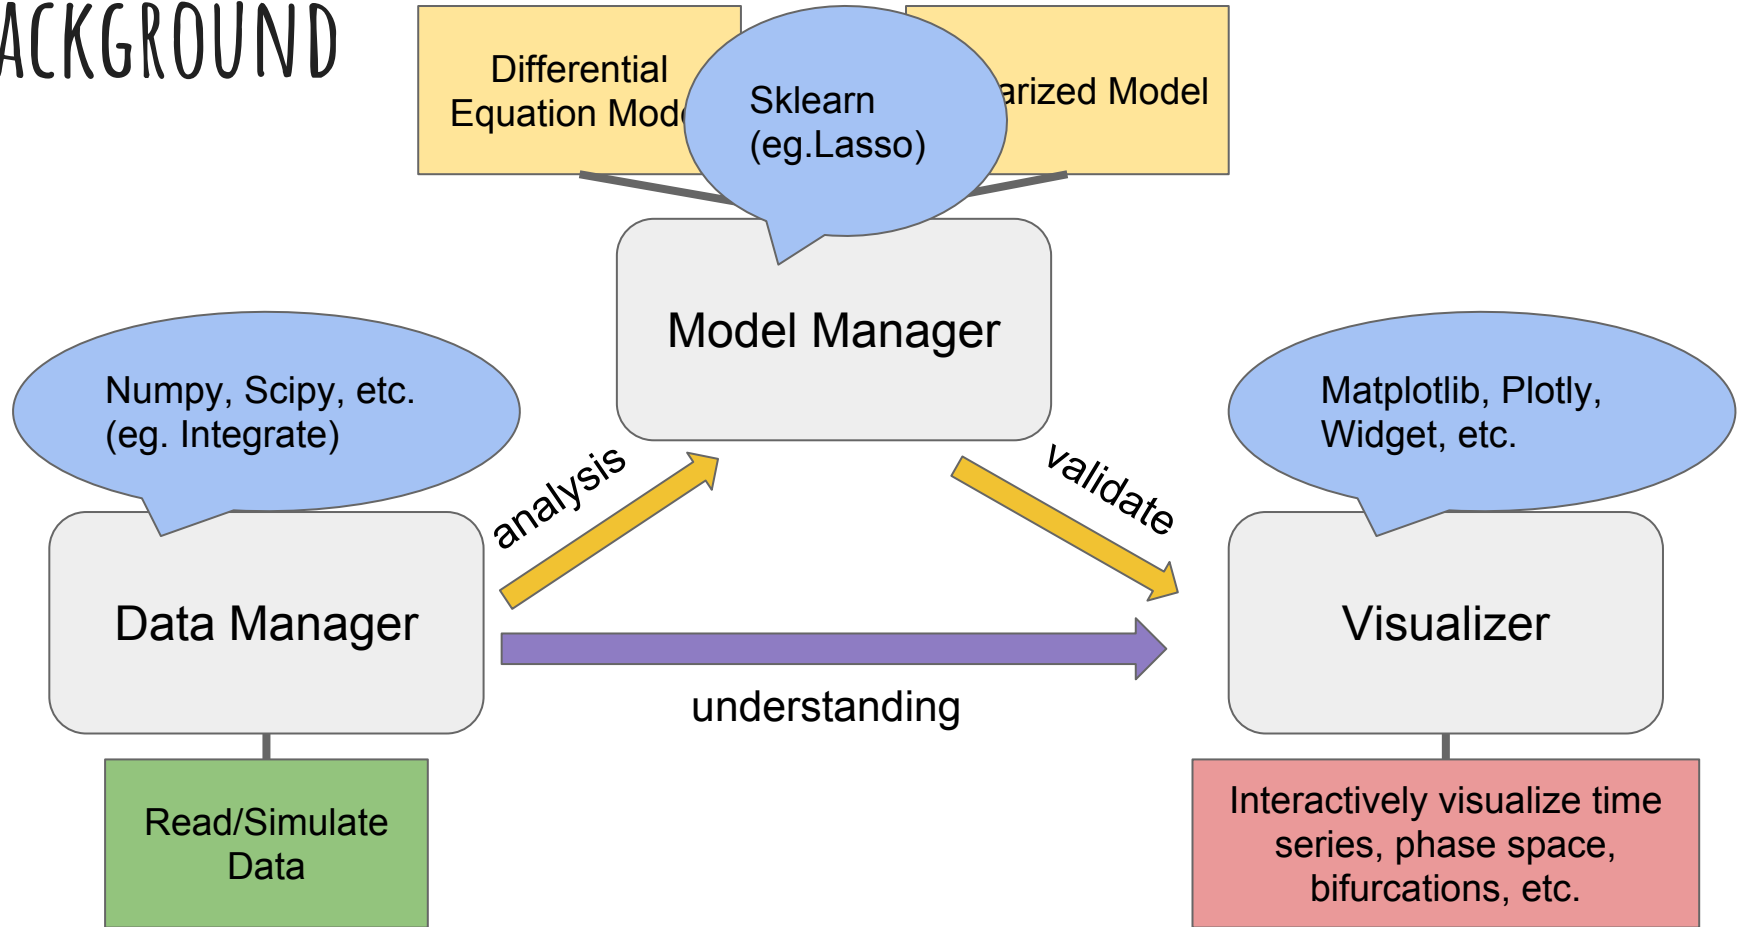 ACKGROUND
Differential
Equation Mod
Sklearn
(eg.Lasso)
arized Model
Model Manager
Numpy, Scipy, etc.
(eg. Integrate)
Matplotlib, Plotly,
Widget, etc.
analysis
validate
Data Manager
Visualizer
understanding
Read/Simulate
Data
Interactively visualize time
series, phase space,
bifurcations, etc.